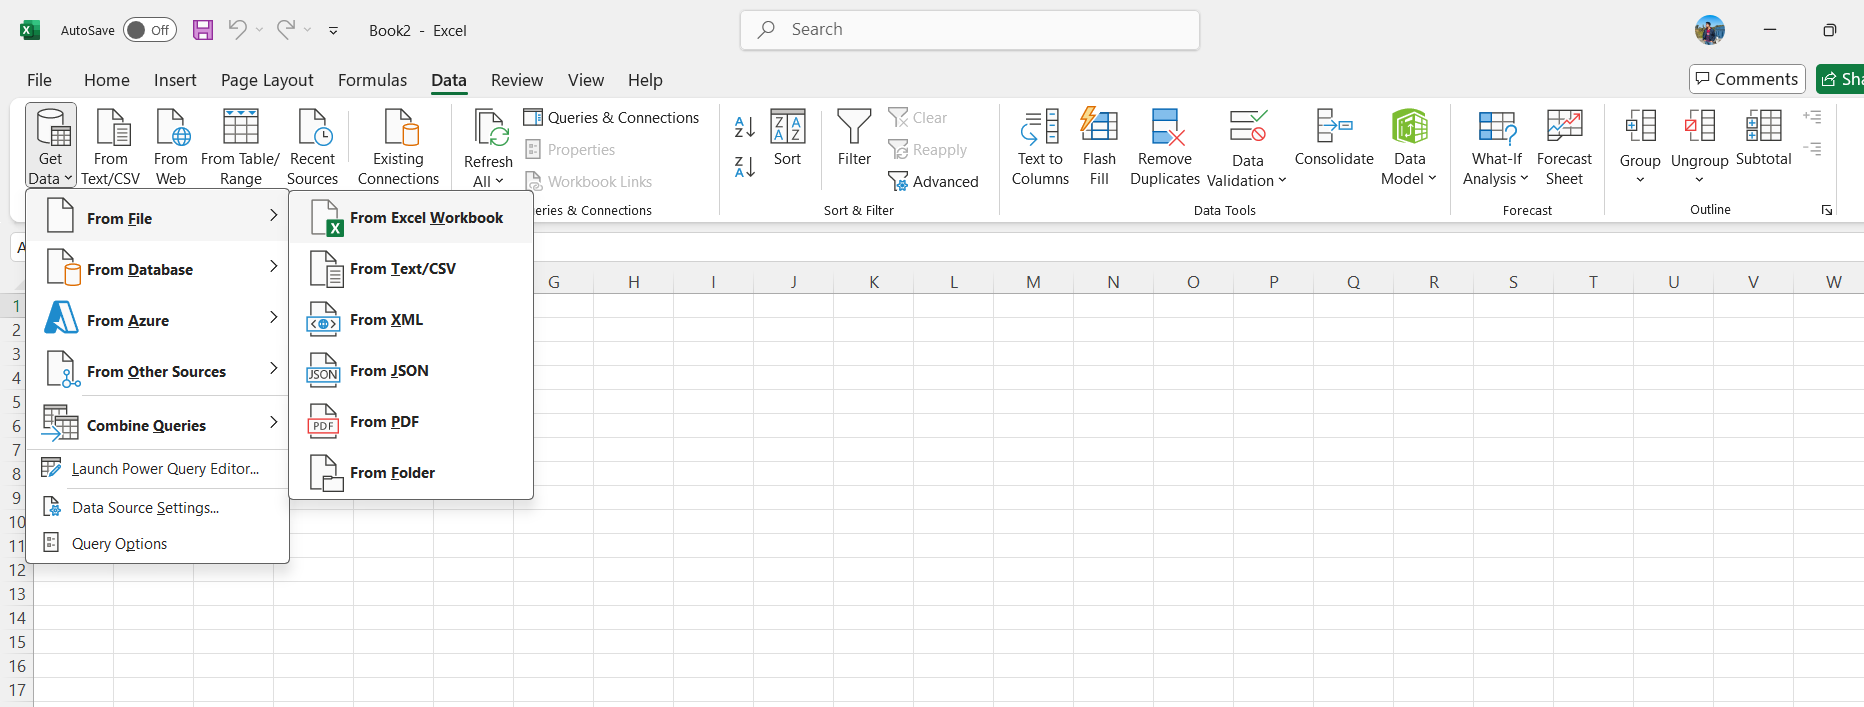 AutoSave Off Book2 - Excel Search
File Home Insert Page Layout Formulas Data Review View Help Comments
Get Data
From Text/CSV
From Web
From Table/ Range
Recent Sources
Existing Connections
Refresh All
Queries & Connections
Properties
Workbook Links
Sort
Filter
Clear
Reapply
Advanced
Text to Columns
Flash Fill
Remove Duplicates
Data Validation
Consolidate
Data Model
What-If Analysis
Forecast Sheet
Group
Ungroup
Subtotal
& Connections
Sort & Filter
Data Tools
Forecast
Outline
From File
From Database
From Azure
From Other Sources
Combine Queries
Launch Power Query Editor...
Data Source Settings...
Query Options
From Excel Workbook
From Text/CSV
From XML
JSON
From JSON
PDF
From PDF
From Folder
G H I J K L M N O P Q R S T U V W
1
2
3
4
5
6
7
8
9
10
11
12
13
14
15
16
17